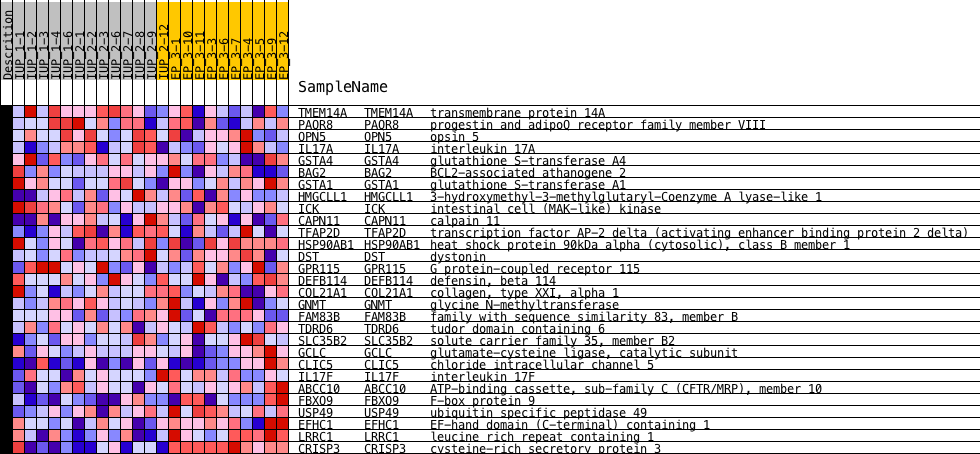 Descrition
IUP_1-1
IUP_1-2
IUP_1-3
IUP_1-4
IUP_1-6
IUP_2-1
IUP_2-2
IUP_2-3
IUP_2-6
IUP_2-7
IUP_2-8
IUP_2-9
IUP_2-12
EP_3-1
EP_3-10
EP_3-11
EP_3-3
EP_3-6
EP_3-7
EP_3-4
EP_3-5
EP_3-9
EP_3-12
SampleName
TMEM14A TMEM14A transmembrane protein 14A
PAQR8 PAQR8 progestin and adipoQ receptor family member VIII
OPN5 OPN5 opsin 5
IL17A IL17A interleukin 17A
GSTA4 GSTA4 glutathione S-transferase A4
BAG2 BAG2 BCL2-associated athanogene 2
GSTA1 GSTA1 glutathione S-transferase A1
HMGCLL1 HMGCLL1 3-hydroxymethyl-3-methylglutaryl-Coenzyme A lyase-like 1
ICK ICK intestinal cell (MAK-like) kinase
CAPN11 CAPN11 calpain 11
TFAP2D TFAP2D transcription factor AP-2 delta (activating enhancer binding protein 2 delta)
HSP90AB1 HSP90AB1 heat shock protein 90kDa alpha (cytosolic), class B member 1
DST DST dystonin
GPR115 GPR115 G protein-coupled receptor 115
DEFB114 DEFB114 defensin, beta 114
COL21A1 COL21A1 collagen, type XXI, alpha 1
GNMT GNMT glycine N-methyltransferase
FAM83B FAM83B family with sequence similarity 83, member B
TDRD6 TDRD6 tudor domain containing 6
SLC35B2 SLC35B2 solute carrier family 35, member B2
GCLC GCLC glutamate-cysteine ligase, catalytic subunit
CLIC5 CLIC5 chloride intracellular channel 5
IL17F IL17F interleukin 17F
ABCC10 ABCC10 ATP-binding cassette, sub-family C (CFTR/MRP), member 10
FBXO9 FBXO9 F-box protein 9
USP49 USP49 ubiquitin specific peptidase 49
EFHC1 EFHC1 EF-hand domain (C-terminal) containing 1
LRRC1 LRRC1 leucine rich repeat containing 1
CRISP3 CRISP3 cysteine-rich secretory protein 3